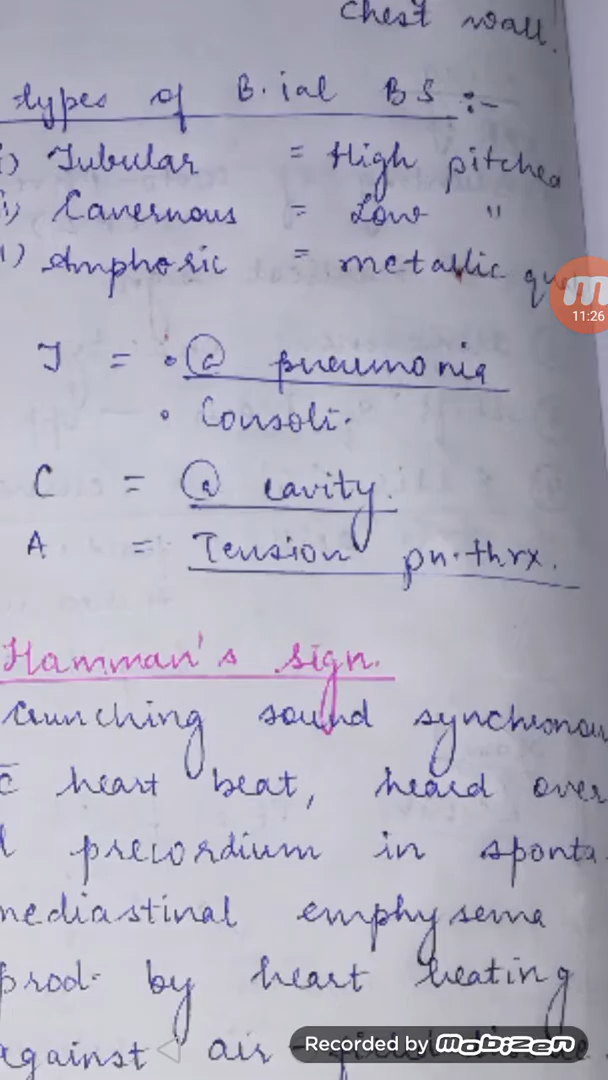 Chest wall.
types of B.ial BS :-
i) Tubular = High pitched
i) Cavernous = Low "
i) Amphoric = metallic
T = • @ pneumonia
• Consoli.
C = @ cavity.
A = Tension pn.thrx.
Hamman's sign.
crunching sound synchronou
c̄ heart beat, heard over
l precordium in sponta.
mediastinal emphysema
prod. by heart beating
against air-
11:26
Recorded by mobizen